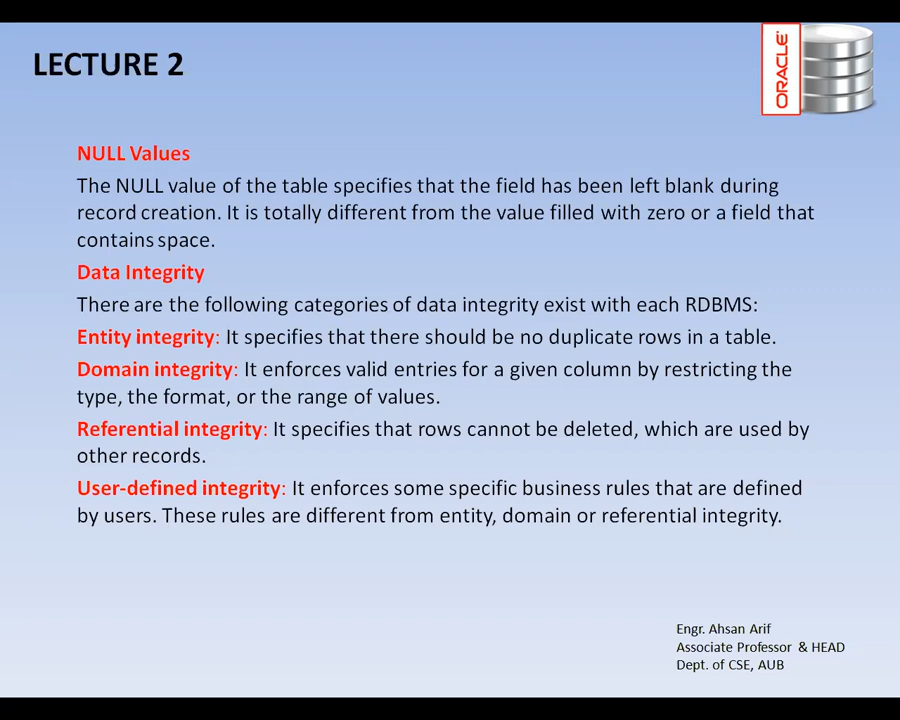 LECTURE 2
ORACLE
NULL Values
The NULL value of the table specifies that the field has been left blank during
record creation. It is totally different from the value filled with zero or a field that
contains space.
Data Integrity
There are the following categories of data integrity exist with each RDBMS:
Entity integrity: It specifies that there should be no duplicate rows in a table.
Domain integrity: It enforces valid entries for a given column by restricting the
type, the format, or the range of values.
Referential integrity: It specifies that rows cannot be deleted, which are used by
other records.
User-defined integrity: It enforces some specific business rules that are defined
by users. These rules are different from entity, domain or referential integrity.
Engr. Ahsan Arif
Associate Professor & HEAD
Dept. of CSE, AUB